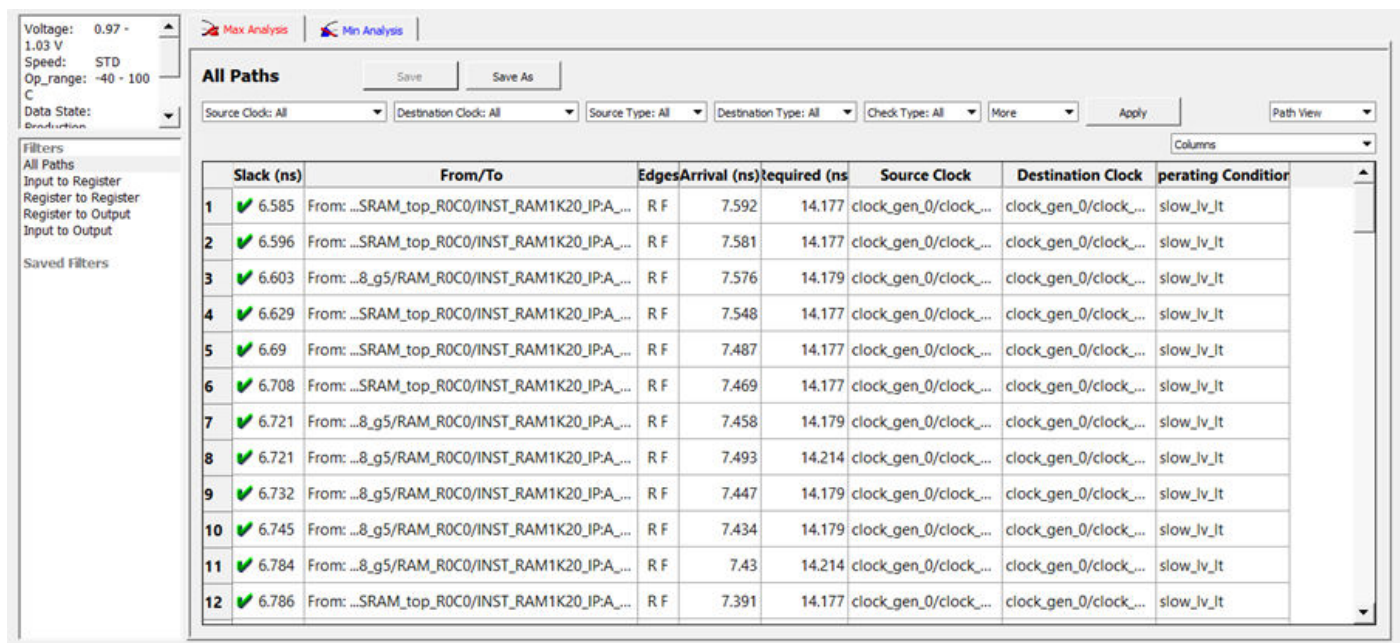 Voltage: 0.97 -
1.03 V
Speed: STD
Op_range: -40 - 100
C
Data State:
Production
Filters
All Paths
Input to Register
Register to Register
Register to Output
Input to Output
Saved Filters
Max Analysis Min Analysis
All Paths Save Save As
Source Clock: All Destination Clock: All Source Type: All Destination Type: All Check Type: All More Apply Path View
Columns
Slack (ns) From/To Edges Arrival (ns) Required (ns Source Clock Destination Clock perating Condition
1 6.585 From: ...SRAM_top_R0C0/INST_RAM1K20_IP:A_... R F 7.592 14.177 clock_gen_0/clock_... clock_gen_0/clock_... slow_lv_lt
2 6.596 From: ...SRAM_top_R0C0/INST_RAM1K20_IP:A_... R F 7.581 14.177 clock_gen_0/clock_... clock_gen_0/clock_... slow_lv_lt
3 6.603 From: ...8_g5/RAM_R0C0/INST_RAM1K20_IP:A_... R F 7.576 14.179 clock_gen_0/clock_... clock_gen_0/clock_... slow_lv_lt
4 6.629 From: ...SRAM_top_R0C0/INST_RAM1K20_IP:A_... R F 7.548 14.177 clock_gen_0/clock_... clock_gen_0/clock_... slow_lv_lt
5 6.69 From: ...SRAM_top_R0C0/INST_RAM1K20_IP:A_... R F 7.487 14.177 clock_gen_0/clock_... clock_gen_0/clock_... slow_lv_lt
6 6.708 From: ...SRAM_top_R0C0/INST_RAM1K20_IP:A_... R F 7.469 14.177 clock_gen_0/clock_... clock_gen_0/clock_... slow_lv_lt
7 6.721 From: ...8_g5/RAM_R0C0/INST_RAM1K20_IP:A_... R F 7.458 14.179 clock_gen_0/clock_... clock_gen_0/clock_... slow_lv_lt
8 6.721 From: ...8_g5/RAM_R0C0/INST_RAM1K20_IP:A_... R F 7.493 14.214 clock_gen_0/clock_... clock_gen_0/clock_... slow_lv_lt
9 6.732 From: ...8_g5/RAM_R0C0/INST_RAM1K20_IP:A_... R F 7.447 14.179 clock_gen_0/clock_... clock_gen_0/clock_... slow_lv_lt
10 6.745 From: ...8_g5/RAM_R0C0/INST_RAM1K20_IP:A_... R F 7.434 14.179 clock_gen_0/clock_... clock_gen_0/clock_... slow_lv_lt
11 6.784 From: ...8_g5/RAM_R0C0/INST_RAM1K20_IP:A_... R F 7.43 14.214 clock_gen_0/clock_... clock_gen_0/clock_... slow_lv_lt
12 6.786 From: ...SRAM_top_R0C0/INST_RAM1K20_IP:A_... R F 7.391 14.177 clock_gen_0/clock_... clock_gen_0/clock_... slow_lv_lt